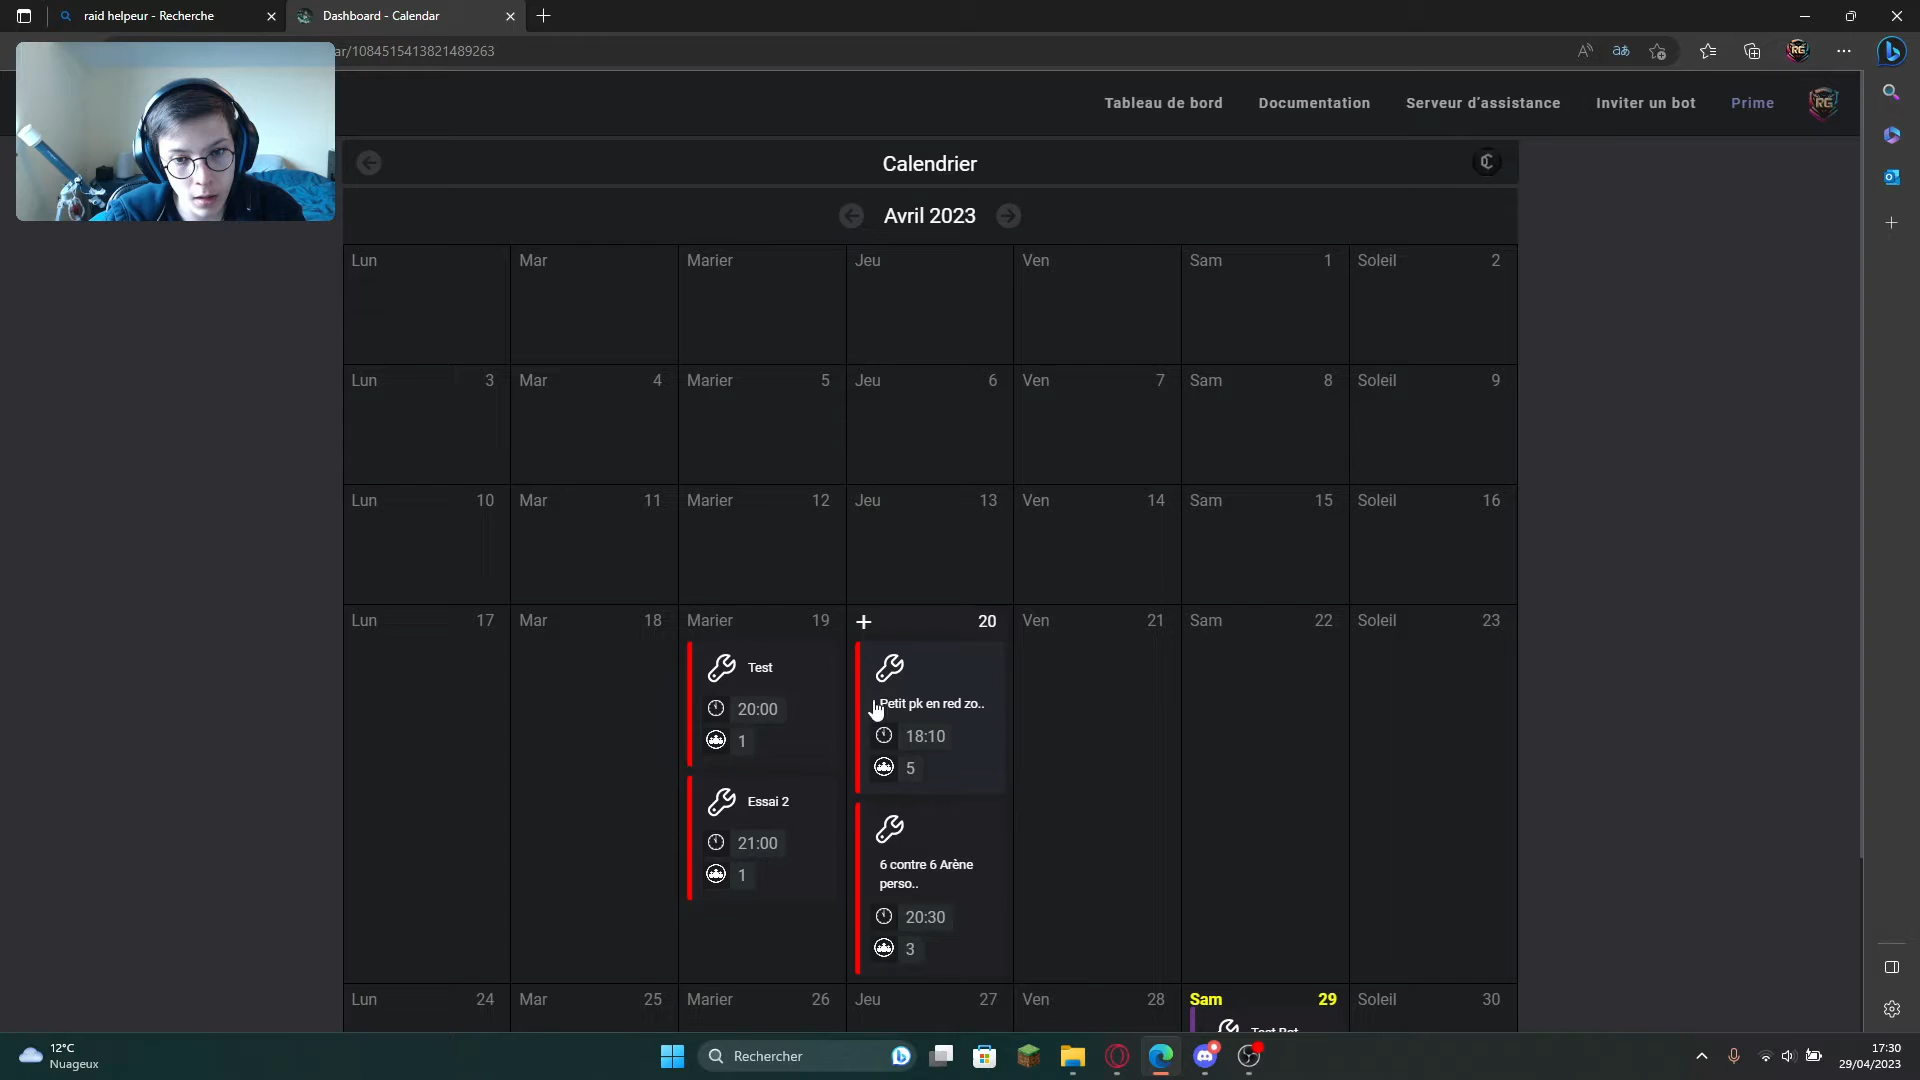 raid helpeur - Recherche
Dashboard - Calendar
ar/1084515413821489263
Tableau de bord Documentation Serveur d'assistance Inviter un bot Prime
RG
Calendrier
Avril 2023
Lun Mar Marier Jeu Ven Sam 1 Soleil 2
Lun 3 Mar 4 Marier 5 Jeu 6 Ven 7 Sam 8 Soleil 9
Lun 10 Mar 11 Marier 12 Jeu 13 Ven 14 Sam 15 Soleil 16
Lun 17 Mar 18 Marier 19 + 20 Ven 21 Sam 22 Soleil 23
Test
20:00
1
Essai 2
21:00
1
Petit pk en red zo..
18:10
5
6 contre 6 Arène
perso..
20:30
3
Lun 24 Mar 25 Marier 26 Jeu 27 Ven 28 Sam 29 Soleil 30
Test Bot
12°C
Nuageux
Rechercher
17:30
29/04/2023